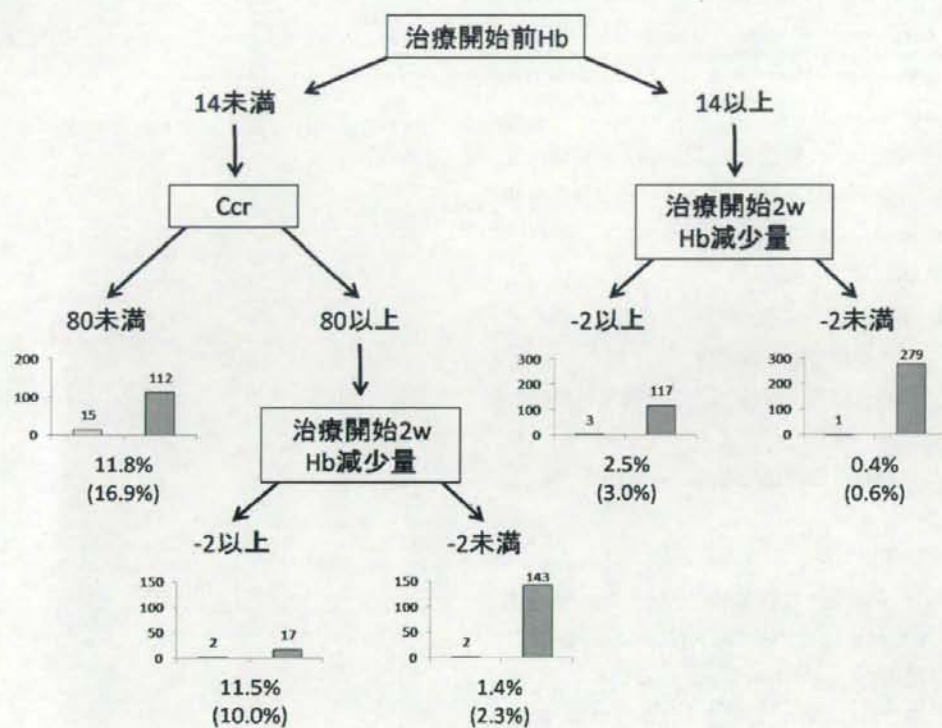 治療開始前Hb
14未満
14以上
Ccr
治療開始2w
Hb減少量
80未満
80以上
-2以上
-2未満
200
100
0
15
112
11.8%
(16.9%)
治療開始2w
Hb減少量
300
200
100
0
3
117
2.5%
(3.0%)
300
200
100
0
1
279
0.4%
(0.6%)
-2以上
-2未満
150
100
50
0
2
17
11.5%
(10.0%)
150
100
50
0
2
143
1.4%
(2.3%)